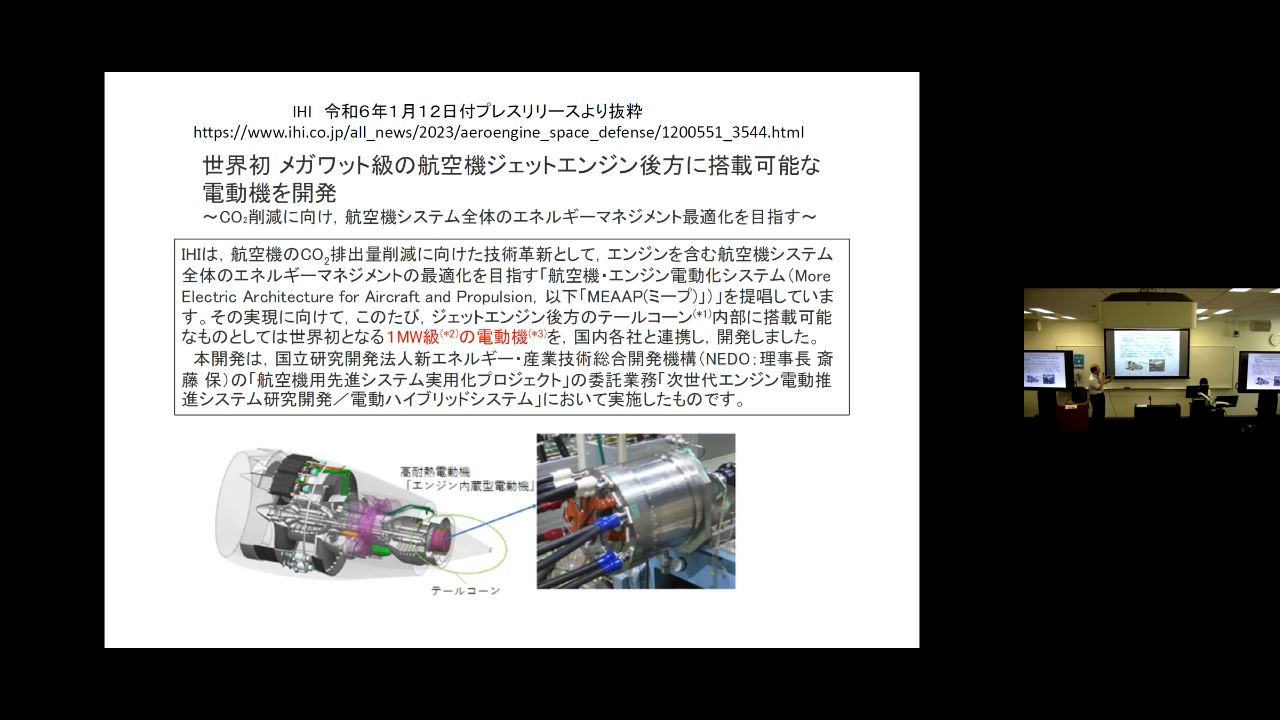 IHI　令和６年１月１２日付プレスリリースより抜粋
https://www.ihi.co.jp/all_news/2023/aeroengine_space_defense/1200551_3544.html
世界初 メガワット級の航空機ジェットエンジン後方に搭載可能な
電動機を開発
～CO₂削減に向け，航空機システム全体のエネルギーマネジメント最適化を目指す～
IHIは，航空機のCO₂排出量削減に向けた技術革新として，エンジンを含む航空機システム
全体のエネルギーマネジメントの最適化を目指す「航空機・エンジン電動化システム（More
Electric Architecture for Aircraft and Propulsion，以下「MEAAP(ミープ)」）」を提唱していま
す。その実現に向けて，このたび，ジェットエンジン後方のテールコーン(*1)内部に搭載可能
なものとしては世界初となる1MW級(*2)の電動機(*3)を，国内各社と連携し，開発しました。
本開発は，国立研究開発法人新エネルギー・産業技術総合開発機構（NEDO：理事長 斎
藤 保）の「航空機用先進システム実用化プロジェクト」の委託業務「次世代エンジン電動推
進システム研究開発／電動ハイブリッドシステム」において実施したものです。
高耐熱電動機
「エンジン内蔵型電動機」
テールコーン